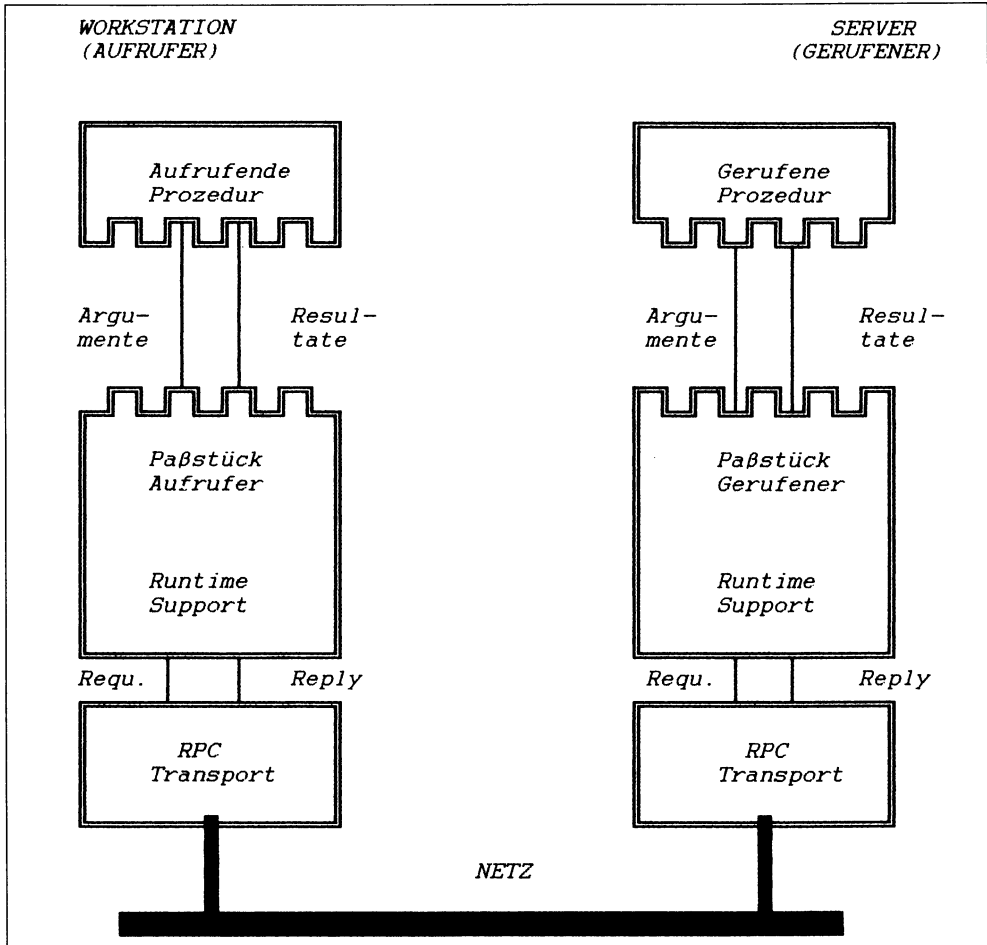 WORKSTATION
(AUFRUFER)
SERVER
(GERUFENER)
Aufrufende
Prozedur
Gerufene
Prozedur
Argu-
mente
Resul-
tate
Argu-
mente
Resul-
tate
Paßstück
Aufrufer
Paßstück
Gerufener
Runtime
Support
Runtime
Support
Requ.
Reply
Requ.
Reply
RPC
Transport
RPC
Transport
NETZ